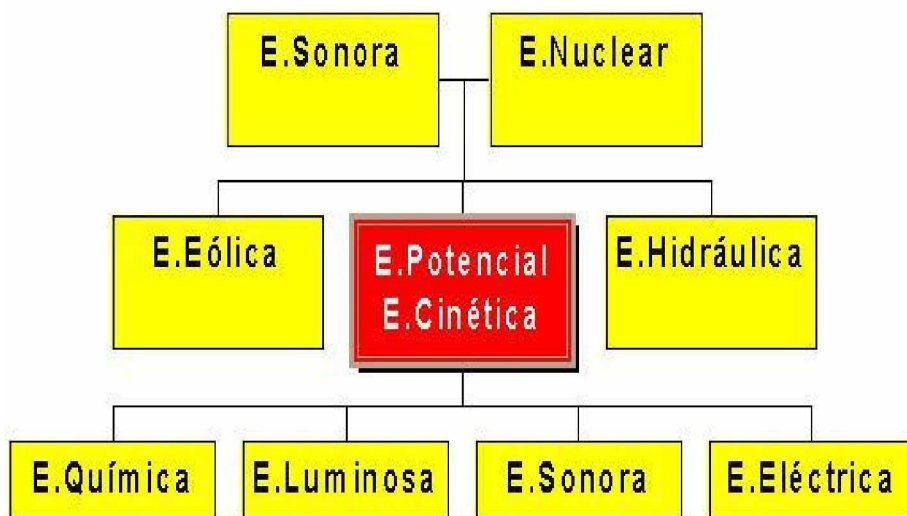 E.Sonora
E.Nuclear
E.Eólica
E.Potencial
E.Cinética
E.Hidráulica
E.Química
E.Luminosa
E.Sonora
E.Eléctrica